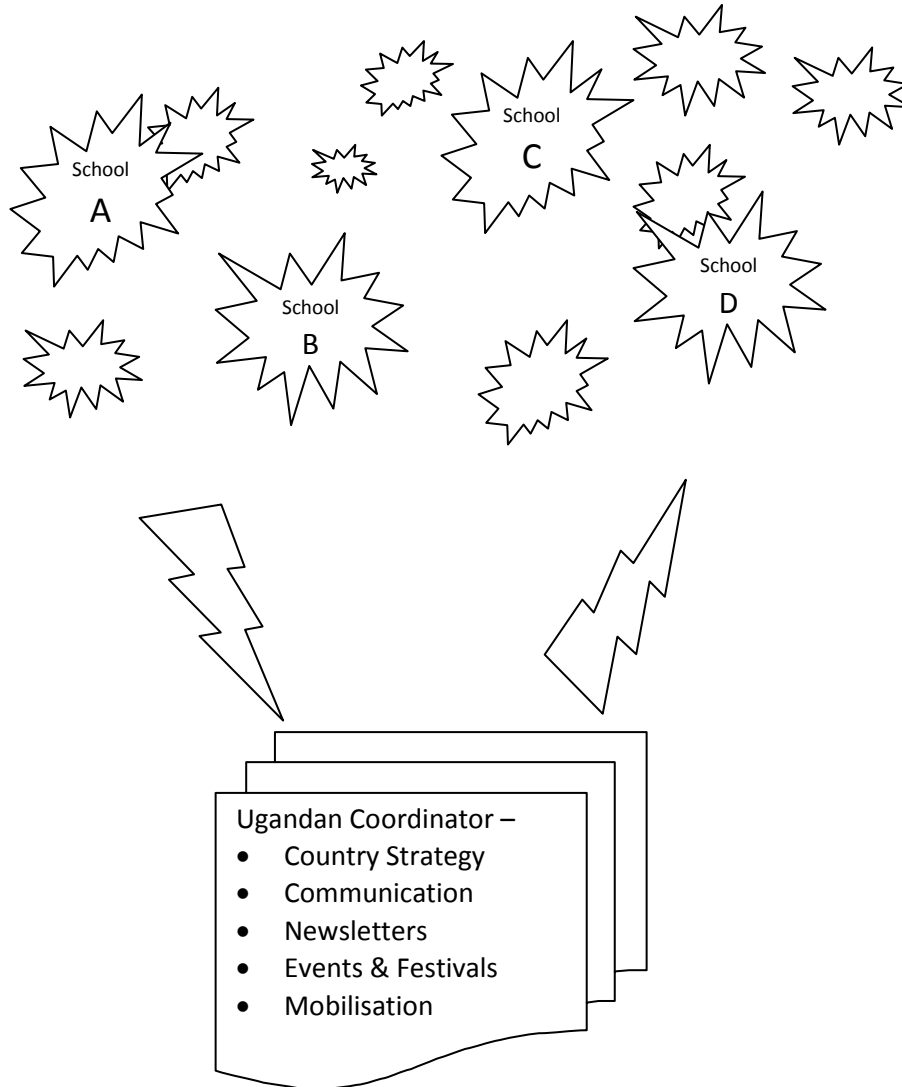 School
A
School
B
School
C
School
D
Ugandan Coordinator –
• Country Strategy
• Communication
• Newsletters
• Events & Festivals
• Mobilisation